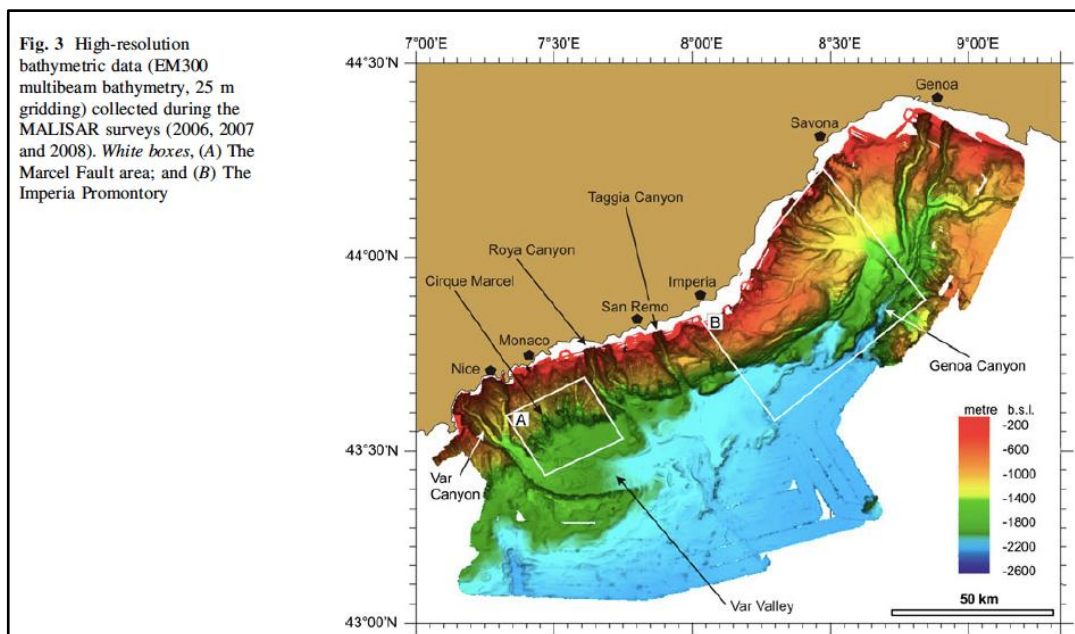 Fig. 3 High-resolution
bathymetric data (EM300
multibeam bathymetry, 25 m
gridding) collected during the
MALISAR surveys (2006, 2007
and 2008). White boxes, (A) The
Marcel Fault area; and (B) The
Imperia Promontory
7°00'E 7°30'E 8°00'E 8°30'E 9°00'E
44°30'N
Genoa
Savona
Taggia Canyon
Roya Canyon
44°00'N
Cirque Marcel
Imperia
San Remo
B
Monaco
Nice
Genoa Canyon
A
metre b.s.l.
-200
-600
-1000
-1400
-1800
-2200
-2600
43°30'N
Var
Canyon
Var Valley
50 km
43°00'N